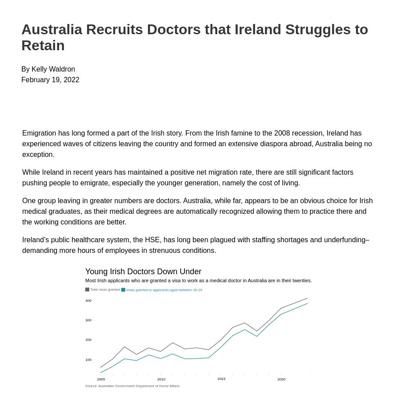 Australia Recruits Doctors that Ireland Struggles to
Retain
By Kelly Waldron
February 19, 2022
Emigration has long formed a part of the Irish story. From the Irish famine to the 2008 recession, Ireland has
experienced waves of citizens leaving the country and formed an extensive diaspora abroad, Australia being no
exception.
While Ireland in recent years has maintained a positive net migration rate, there are still significant factors
pushing people to emigrate, especially the younger generation, namely the cost of living.
One group leaving in greater numbers are doctors. Australia, while far, appears to be an obvious choice for Irish
medical graduates, as their medical degrees are automatically recognized allowing them to practice there and
the working conditions are better.
Ireland's public healthcare system, the HSE, has long been plagued with staffing shortages and underfunding–
demanding more hours of employees in strenuous conditions.
Young Irish Doctors Down Under
Most Irish applicants who are granted a visa to work as a medical doctor in Australia are in their twenties.
Total visas granted Visas granted to applicants aged between 20-29
400
300
200
100
2005 2010 2015 2020
Source: Australian Government Department of Home Affairs